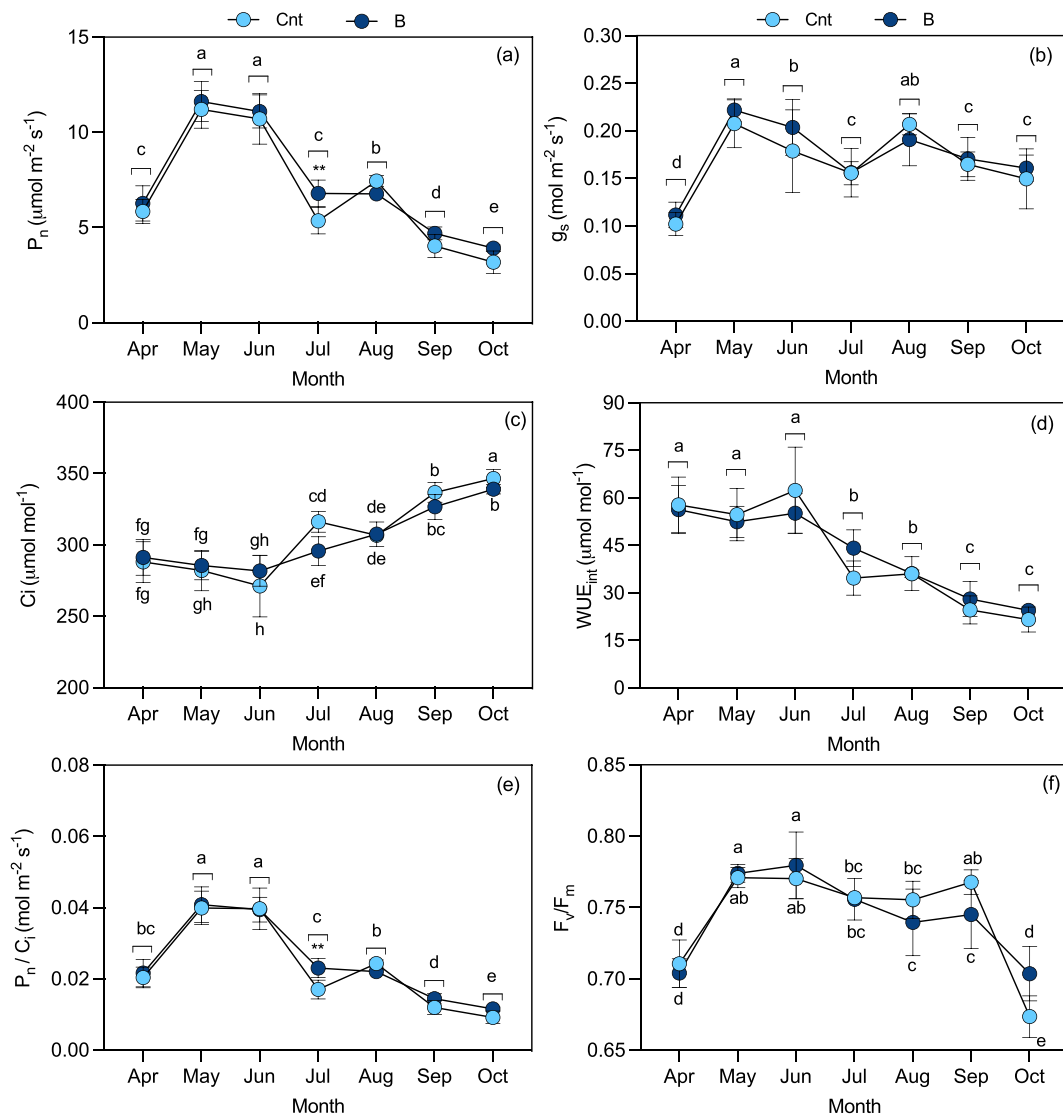 Cnt B
Cnt B
(a)
Pn (μmol m-2 s-1)
15
10
5
0
c
a
a
c
**
b
d
e
Apr May Jun Jul Aug Sep Oct
Month
(b)
gs (mol m-2 s-1)
0.30
0.25
0.20
0.15
0.10
0.05
0.00
d
a
b
c
ab
c
c
Apr May Jun Jul Aug Sep Oct
Month
(c)
Ci (μmol mol-1)
400
350
300
250
200
fg fg gh cd de b a
fg gh h ef de bc b
Apr May Jun Jul Aug Sep Oct
Month
(d)
WUEint (μmol mol-1)
90
75
60
45
30
15
0
a
a
a
b
b
c
c
Apr May Jun Jul Aug Sep Oct
Month
(e)
Pn / Ci (mol m-2 s-1)
0.08
0.06
0.04
0.02
0.00
bc
a
a
c
**
b
d
e
Apr May Jun Jul Aug Sep Oct
Month
(f)
Fv/Fm
0.85
0.80
0.75
0.70
0.65
d a a bc bc ab d
d ab ab bc c c e
Apr May Jun Jul Aug Sep Oct
Month